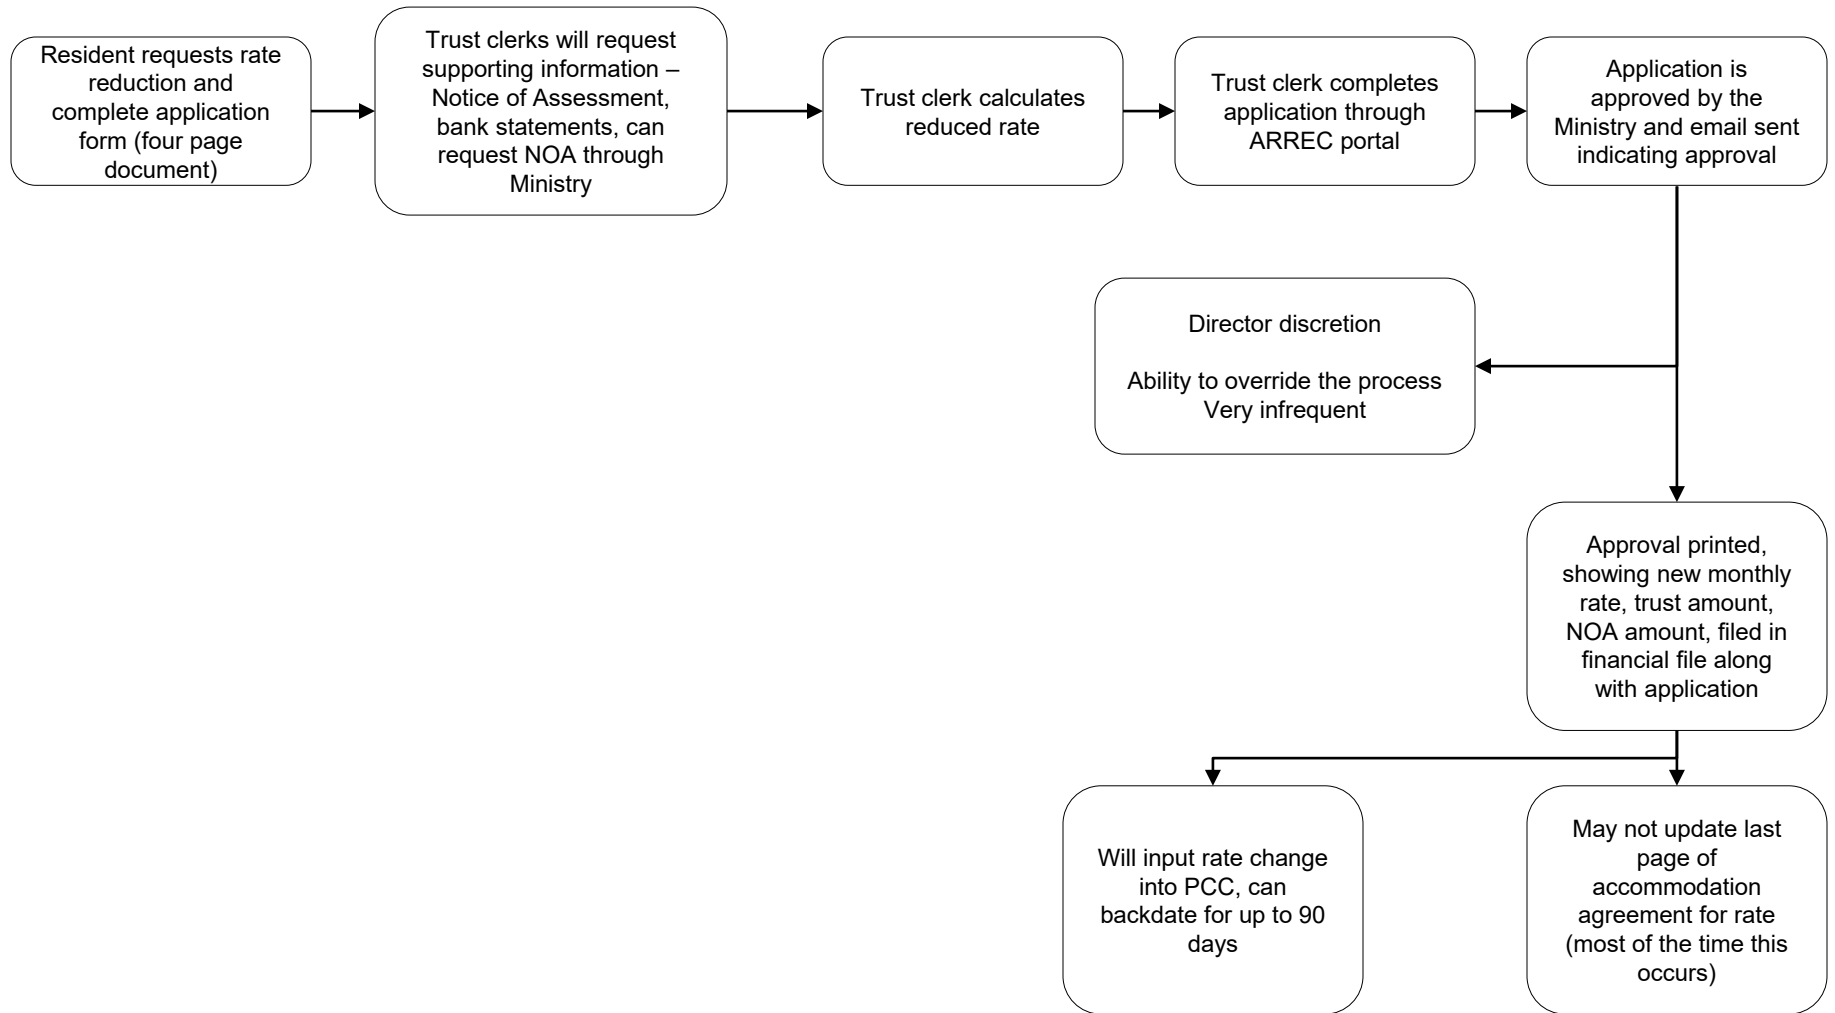 Resident requests rate
reduction and
complete application
form (four page
document)
Trust clerks will request
supporting information –
Notice of Assessment,
bank statements, can
request NOA through
Ministry
Trust clerk calculates
reduced rate
Trust clerk completes
application through
ARREC portal
Application is
approved by the
Ministry and email sent
indicating approval
Director discretion
Ability to override the process
Very infrequent
Approval printed,
showing new monthly
rate, trust amount,
NOA amount, filed in
financial file along
with application
Will input rate change
into PCC, can
backdate for up to 90
days
May not update last
page of
accommodation
agreement for rate
(most of the time this
occurs)